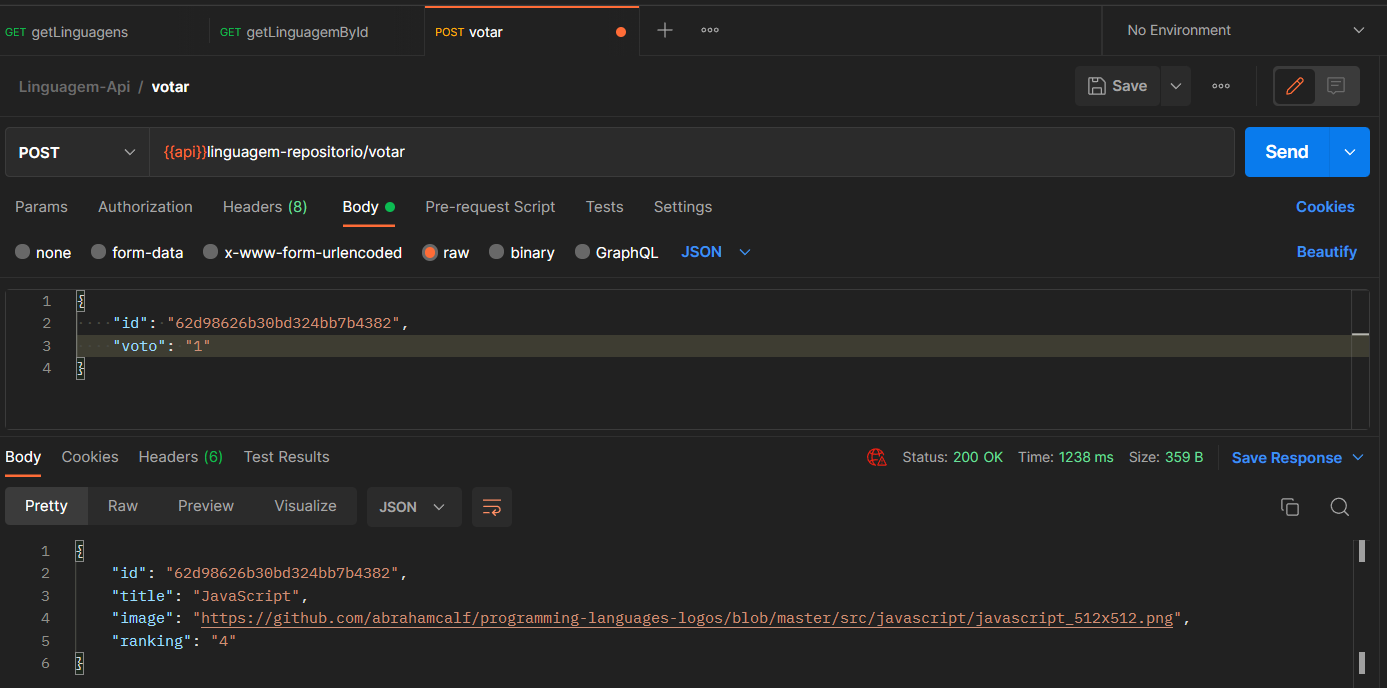 GET getLinguagens GET getLinguagemById POST votar No Environment
Linguagem-Api / votar Save
POST {{api}}linguagem-repositorio/votar Send
Params Authorization Headers (8) Body Pre-request Script Tests Settings Cookies
none form-data x-www-form-urlencoded raw binary GraphQL JSON Beautify
1 {
2 "id": "62d98626b30bd324bb7b4382",
3 "voto": "1"
4 }
Body Cookies Headers (6) Test Results Status: 200 OK Time: 1238 ms Size: 359 B Save Response
Pretty Raw Preview Visualize JSON
1 {
2 "id": "62d98626b30bd324bb7b4382",
3 "title": "JavaScript",
4 "image": "https://github.com/abrahamcalf/programming-languages-logos/blob/master/src/javascript/javascript_512x512.png",
5 "ranking": "4"
6 }